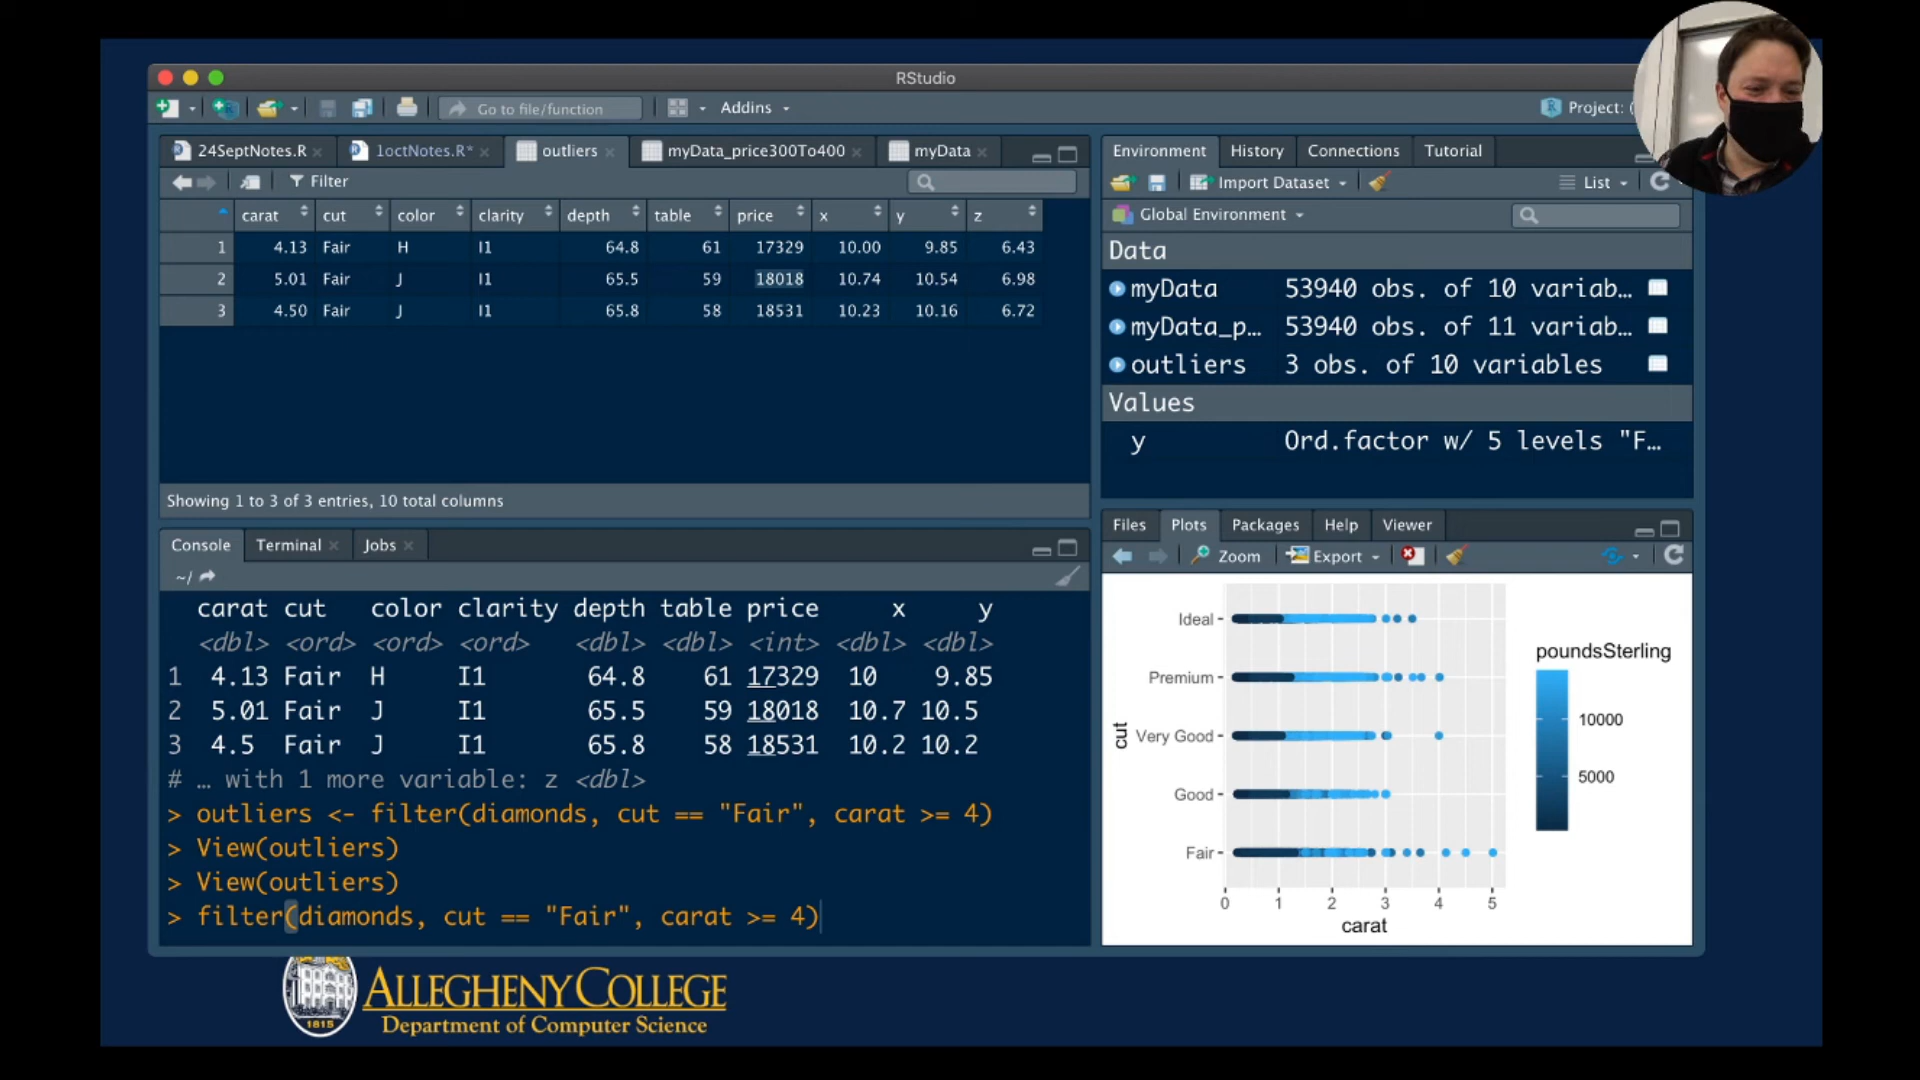 RStudio
Go to file/function
Addins
Project: (
24SeptNotes.R
1octNotes.R*
outliers
myData_price300To400
myData
Filter
carat cut color clarity depth table price x y z
1 4.13 Fair H I1 64.8 61 17329 10.00 9.85 6.43
2 5.01 Fair J I1 65.5 59 18018 10.74 10.54 6.98
3 4.50 Fair J I1 65.8 58 18531 10.23 10.16 6.72
Showing 1 to 3 of 3 entries, 10 total columns
Console Terminal Jobs
~/
carat cut color clarity depth table price x y
<dbl> <ord> <ord> <ord> <dbl> <dbl> <int> <dbl> <dbl>
1 4.13 Fair H I1 64.8 61 17329 10 9.85
2 5.01 Fair J I1 65.5 59 18018 10.7 10.5
3 4.5 Fair J I1 65.8 58 18531 10.2 10.2
# … with 1 more variable: z <dbl>
> outliers <- filter(diamonds, cut == "Fair", carat >= 4)
> View(outliers)
> View(outliers)
> filter(diamonds, cut == "Fair", carat >= 4)
Environment History Connections Tutorial
Import Dataset
List
Global Environment
Data
myData 53940 obs. of 10 variab…
myData_p… 53940 obs. of 11 variab…
outliers 3 obs. of 10 variables
Values
y Ord.factor w/ 5 levels "F…
Files Plots Packages Help Viewer
Zoom Export
Ideal
Premium
Very Good
Good
Fair
cut
0 1 2 3 4 5
carat
poundsSterling
10000
5000
1815
ALLEGHENY COLLEGE
Department of Computer Science